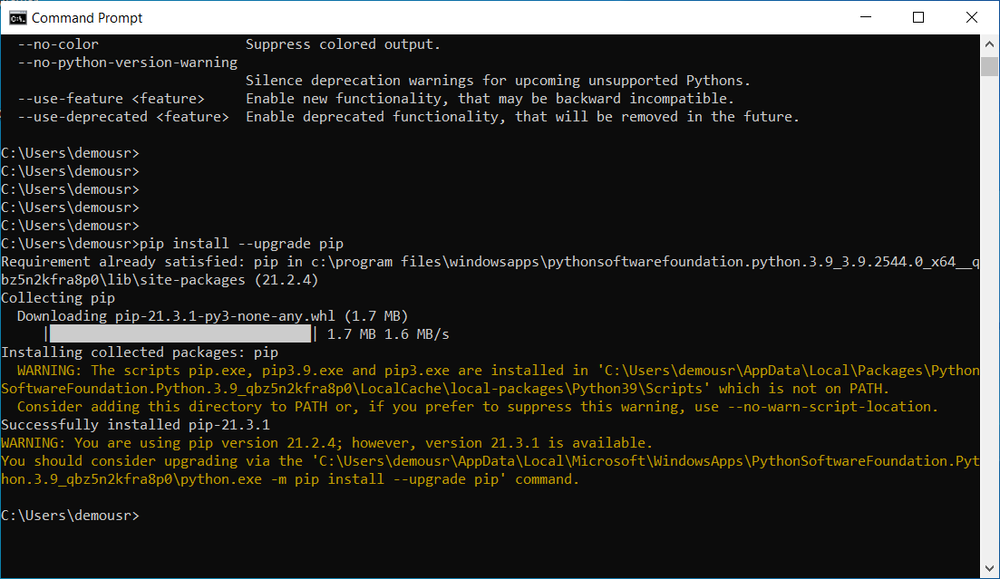 Command Prompt
--no-color                  Suppress colored output.
--no-python-version-warning
                            Silence deprecation warnings for upcoming unsupported Pythons.
--use-feature <feature>     Enable new functionality, that may be backward incompatible.
--use-deprecated <feature>  Enable deprecated functionality, that will be removed in the future.
C:\Users\demousr>
C:\Users\demousr>
C:\Users\demousr>
C:\Users\demousr>
C:\Users\demousr>
C:\Users\demousr>pip install --upgrade pip
Requirement already satisfied: pip in c:\program files\windowsapps\pythonsoftwarefoundation.python.3.9_3.9.2544.0_x64__q
bz5n2kfra8p0\lib\site-packages (21.2.4)
Collecting pip
  Downloading pip-21.3.1-py3-none-any.whl (1.7 MB)
     || 1.7 MB 1.6 MB/s
Installing collected packages: pip
  WARNING: The scripts pip.exe, pip3.9.exe and pip3.exe are installed in 'C:\Users\demousr\AppData\Local\Packages\Python
SoftwareFoundation.Python.3.9_qbz5n2kfra8p0\LocalCache\local-packages\Python39\Scripts' which is not on PATH.
  Consider adding this directory to PATH or, if you prefer to suppress this warning, use --no-warn-script-location.
Successfully installed pip-21.3.1
WARNING: You are using pip version 21.2.4; however, version 21.3.1 is available.
You should consider upgrading via the 'C:\Users\demousr\AppData\Local\Microsoft\WindowsApps\PythonSoftwareFoundation.Pyt
hon.3.9_qbz5n2kfra8p0\python.exe -m pip install --upgrade pip' command.
C:\Users\demousr>